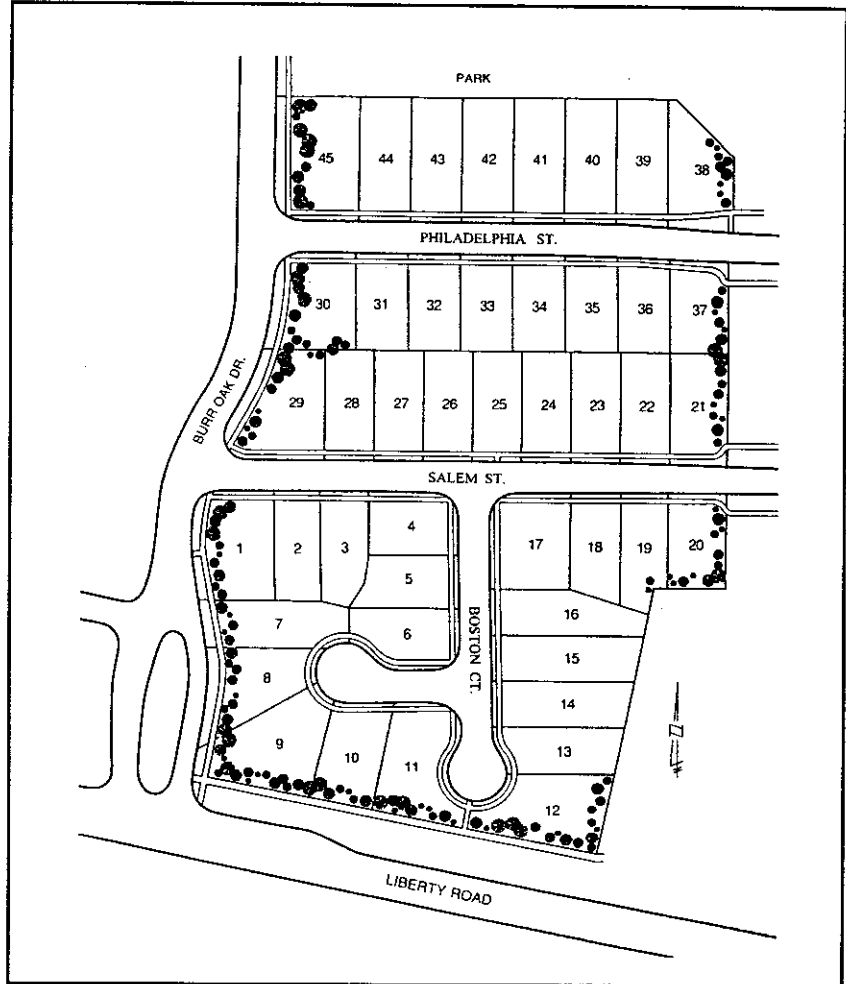 PARK
45 44 43 42 41 40 39 38
PHILADELPHIA ST.
30 31 32 33 34 35 36 37
BURR OAK DR.
29 28 27 26 25 24 23 22 21
SALEM ST.
1 2 3 4 17 18 19 20
5
7 6 BOSTON CT. 16
8 15
14
9 10 11 13
12
LIBERTY ROAD